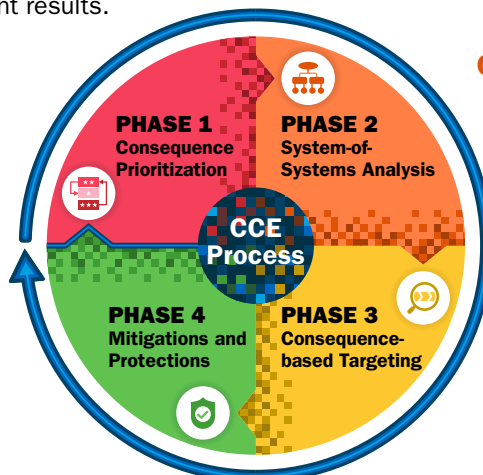 nt results.
PHASE 1
Consequence
Prioritization
PHASE 2
System-of-
Systems Analysis
CCE
Process
PHASE 4
Mitigations and
Protections
PHASE 3
Consequence-
based Targeting